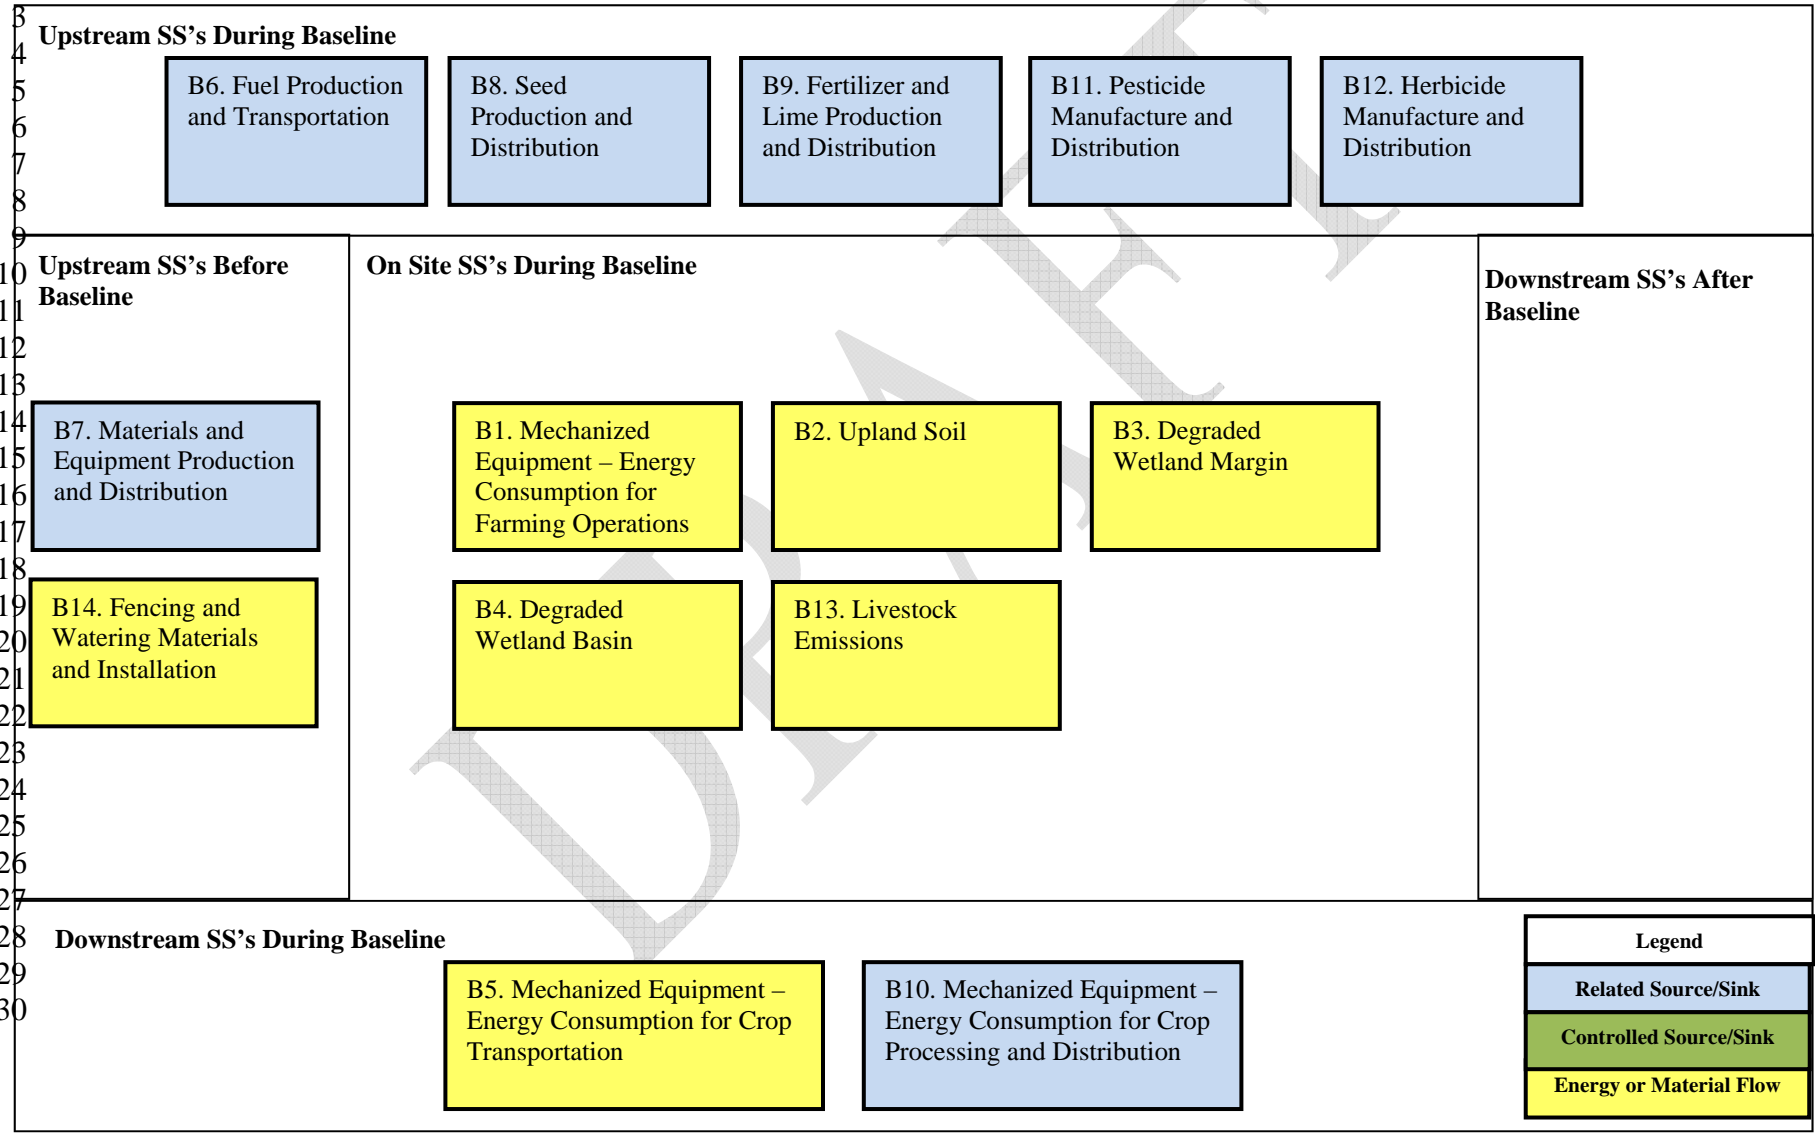 3
4
5
6
7
8
9
10
11
12
13
14
15
16
17
18
19
20
21
22
23
24
25
26
27
28
29
30
Upstream SS’s During Baseline
B6. Fuel Production
and Transportation
B8. Seed
Production and
Distribution
B9. Fertilizer and
Lime Production
and Distribution
B11. Pesticide
Manufacture and
Distribution
B12. Herbicide
Manufacture and
Distribution
Upstream SS’s Before
Baseline
B7. Materials and
Equipment Production
and Distribution
B14. Fencing and
Watering Materials
and Installation
On Site SS’s During Baseline
B1. Mechanized
Equipment – Energy
Consumption for
Farming Operations
B2. Upland Soil
B3. Degraded
Wetland Margin
B4. Degraded
Wetland Basin
B13. Livestock
Emissions
Downstream SS’s After
Baseline
Downstream SS’s During Baseline
B5. Mechanized Equipment –
Energy Consumption for Crop
Transportation
B10. Mechanized Equipment –
Energy Consumption for Crop
Processing and Distribution
Legend
Related Source/Sink
Controlled Source/Sink
Energy or Material Flow
DRAFT